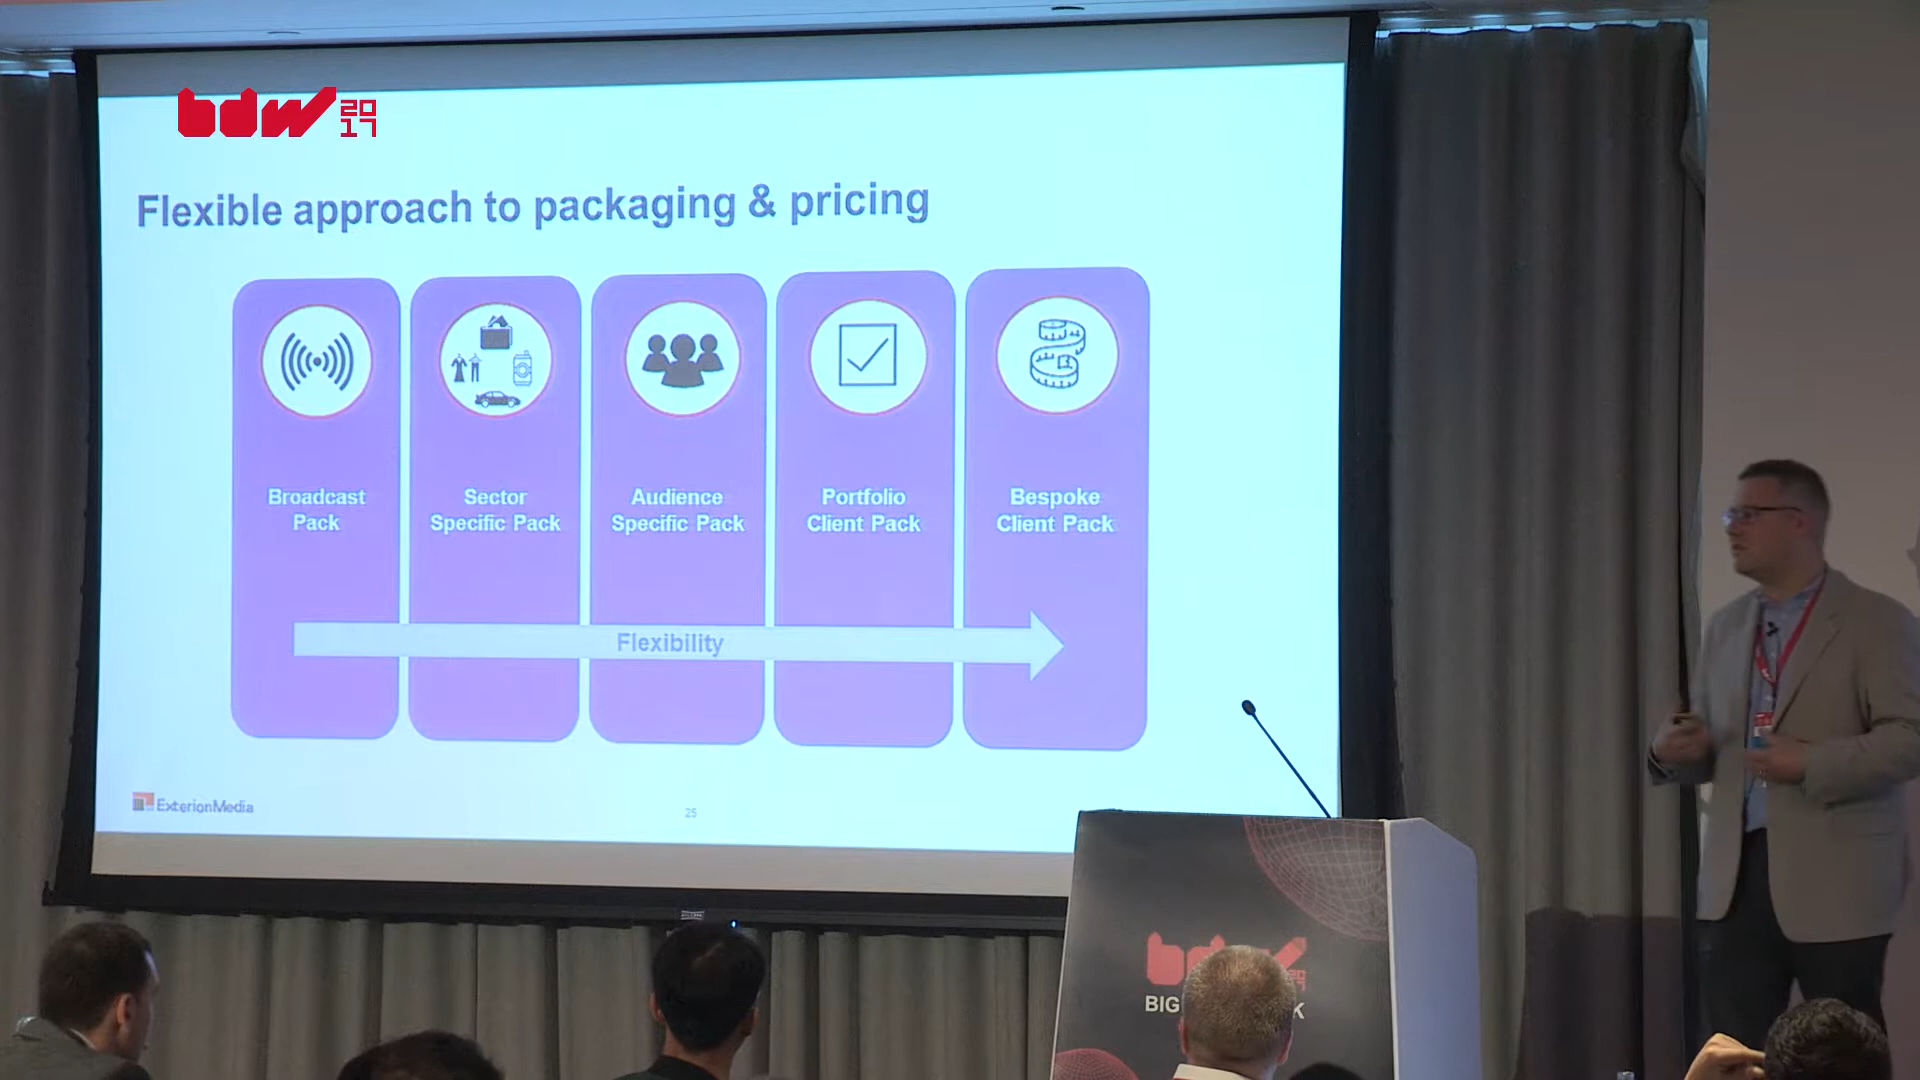 bdw 2017
Flexible approach to packaging & pricing
Broadcast
Pack
Sector
Specific Pack
Audience
Specific Pack
Portfolio
Client Pack
Bespoke
Client Pack
Flexibility
ExterionMedia
25
bdw
BIG
K